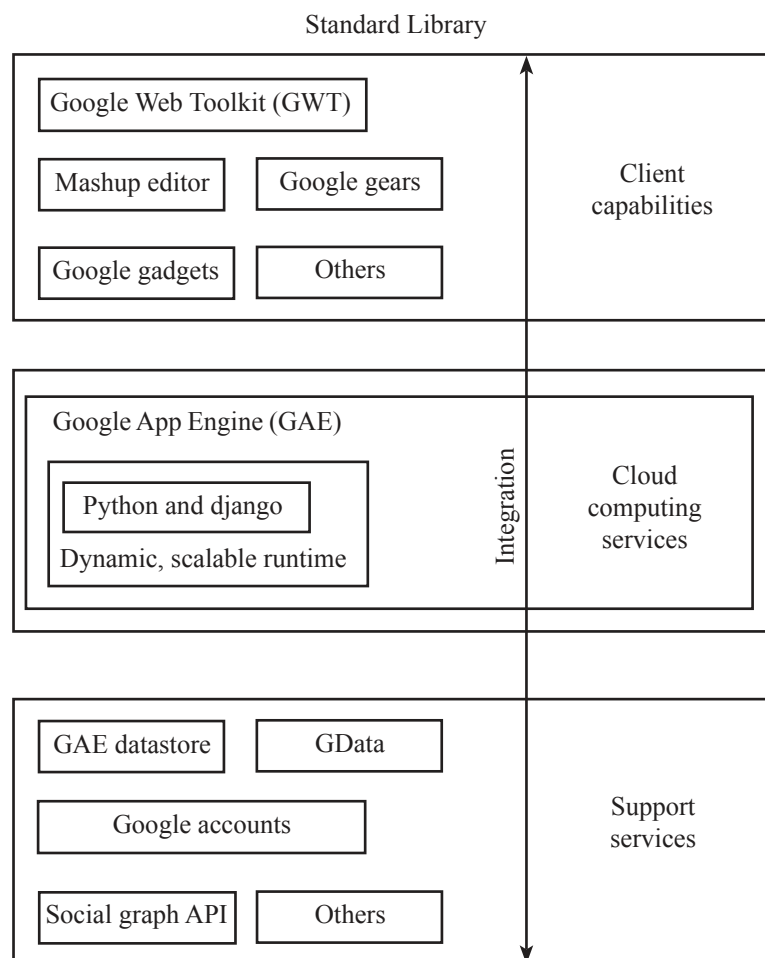 Standard Library
Google Web Toolkit (GWT)
Mashup editor
Google gears
Google gadgets
Others
Client
capabilities
Google App Engine (GAE)
Python and django
Dynamic, scalable runtime
Integration
Cloud
computing
services
GAE datastore
GData
Google accounts
Social graph API
Others
Support
services